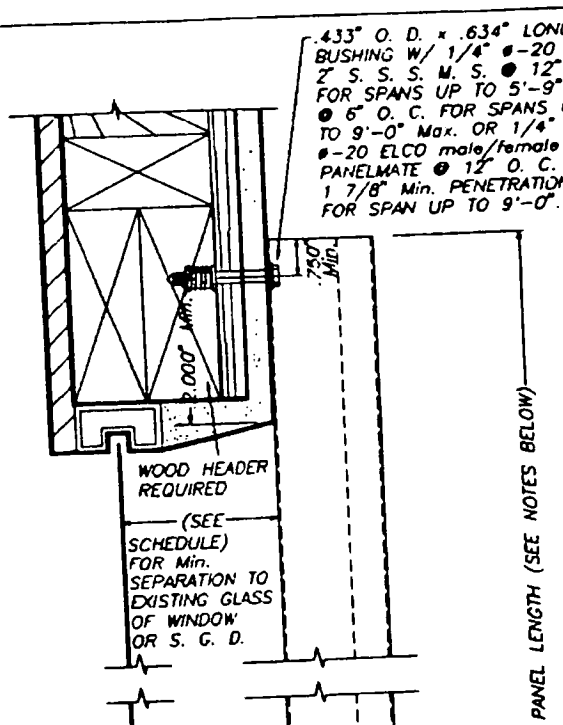 .433" O. D. x .634" LONG
BUSHING W/ 1/4" ø-20
2" S. S. S. M. S. @ 12"
FOR SPANS UP TO 5'-9"
@ 6" O. C. FOR SPANS
TO 9'-0" Max. OR 1/4"
ø-20 ELCO male/female
PANELMATE @ 12" O. C.
1 7/8" Min. PENETRATION
FOR SPAN UP TO 9'-0".
.750"
Min.
2.000" Min.
WOOD HEADER
REQUIRED
(SEE
SCHEDULE)
FOR Min.
SEPARATION TO
EXISTING GLASS
OF WINDOW
OR S. G. D.
PANEL LENGTH (SEE NOTES BELOW)